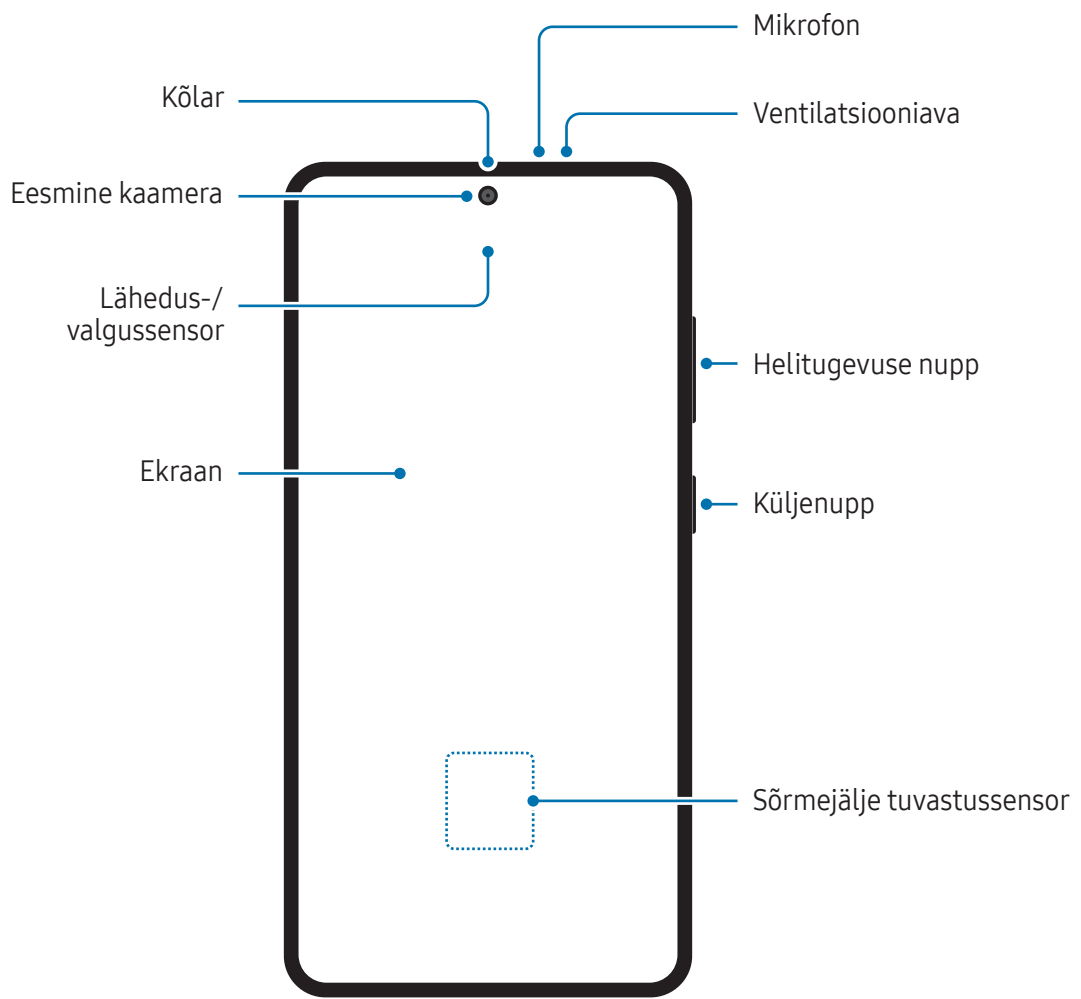 Mikrofon
Kõlar
Ventilatsiooniava
Eesmine kaamera
Lähedus-/
valgussensor
Helitugevuse nupp
Ekraan
Küljenupp
Sõrmejälje tuvastussensor